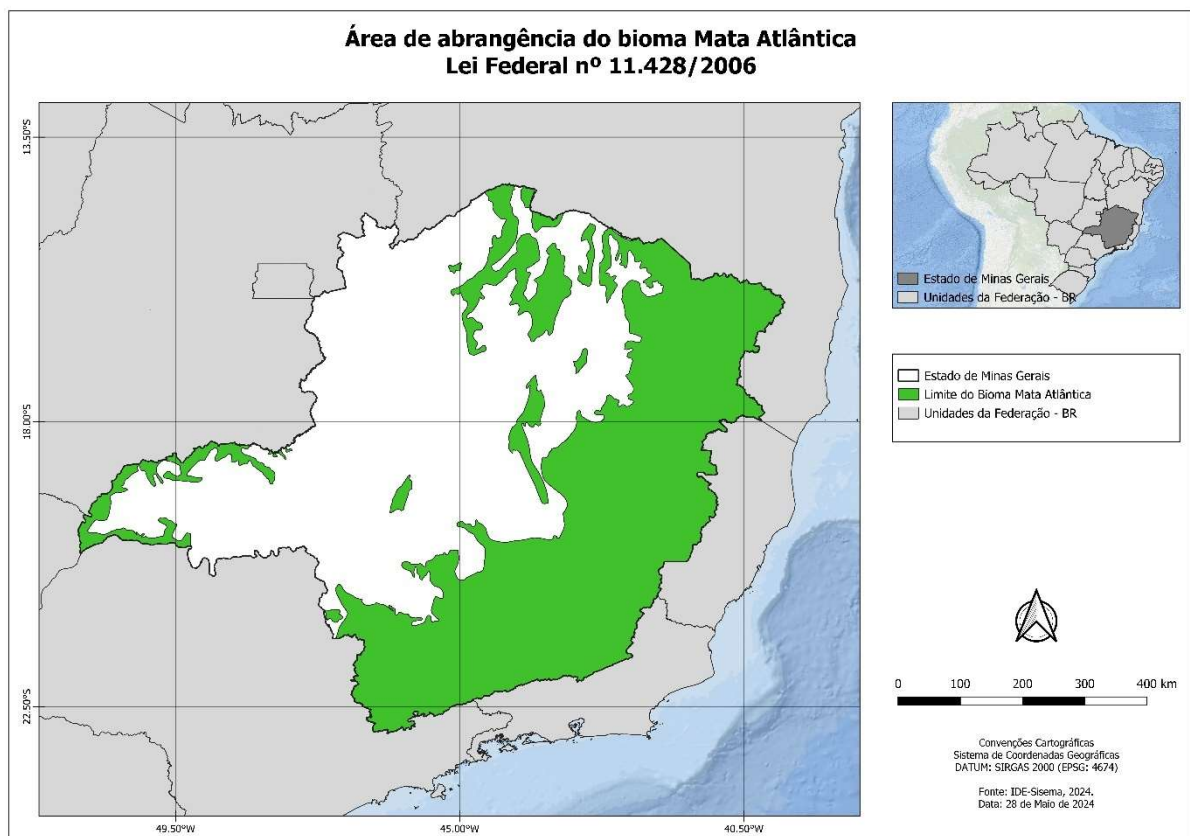 Área de abrangência do bioma Mata Atlântica
Lei Federal nº 11.428/2006
13.50°S
18.00°S
22.50°S
49.50°W
45.00°W
40.50°W
Estado de Minas Gerais
Unidades da Federação - BR
Estado de Minas Gerais
Limite do Bioma Mata Atlântica
Unidades da Federação - BR
0 100 200 300 400 km
Convenções Cartográficas
Sistema de Coordenadas Geográficas
DATUM: SIRGAS 2000 (EPSG: 4674)
Fonte: IDE-Sisema, 2024.
Data: 28 de Maio de 2024